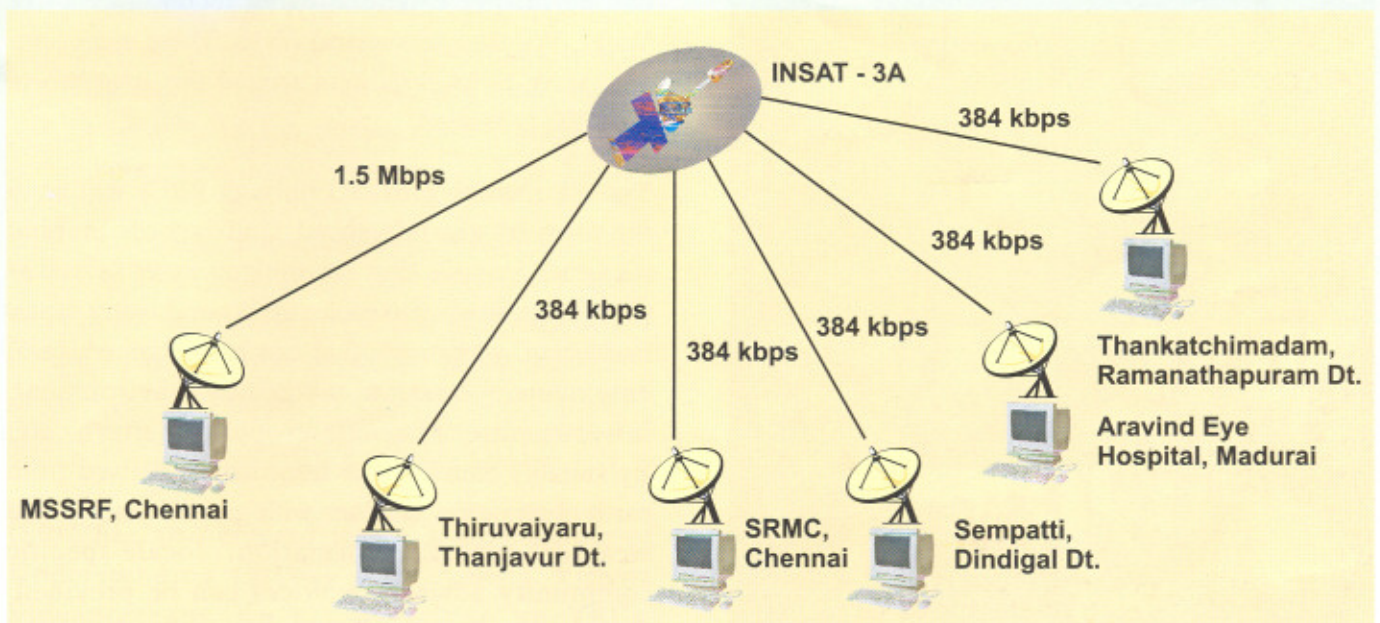 INSAT - 3A
384 kbps
1.5 Mbps
384 kbps
384 kbps
384 kbps
384 kbps
Thankatchimadam,
Ramanathapuram Dt.
Aravind Eye
Hospital, Madurai
MSSRF, Chennai
Thiruvaiyaru,
Thanjavur Dt.
SRMC,
Chennai
Sempatti,
Dindigal Dt.